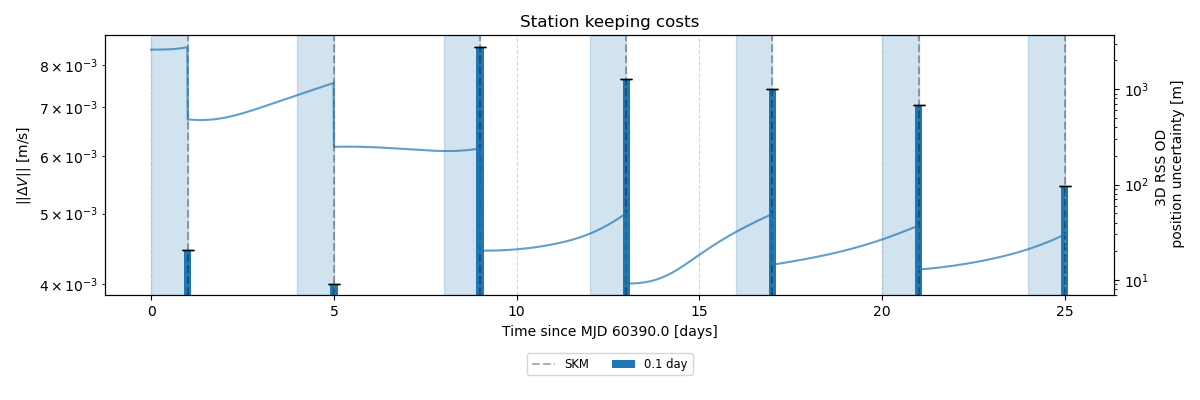 Station keeping costs
||ΔV|| [m/s]
8 × 10⁻³
7 × 10⁻³
6 × 10⁻³
5 × 10⁻³
4 × 10⁻³
10³
10²
10¹
3D RSS OD
position uncertainty [m]
0 5 10 15 20 25
Time since MJD 60390.0 [days]
SKM 0.1 day